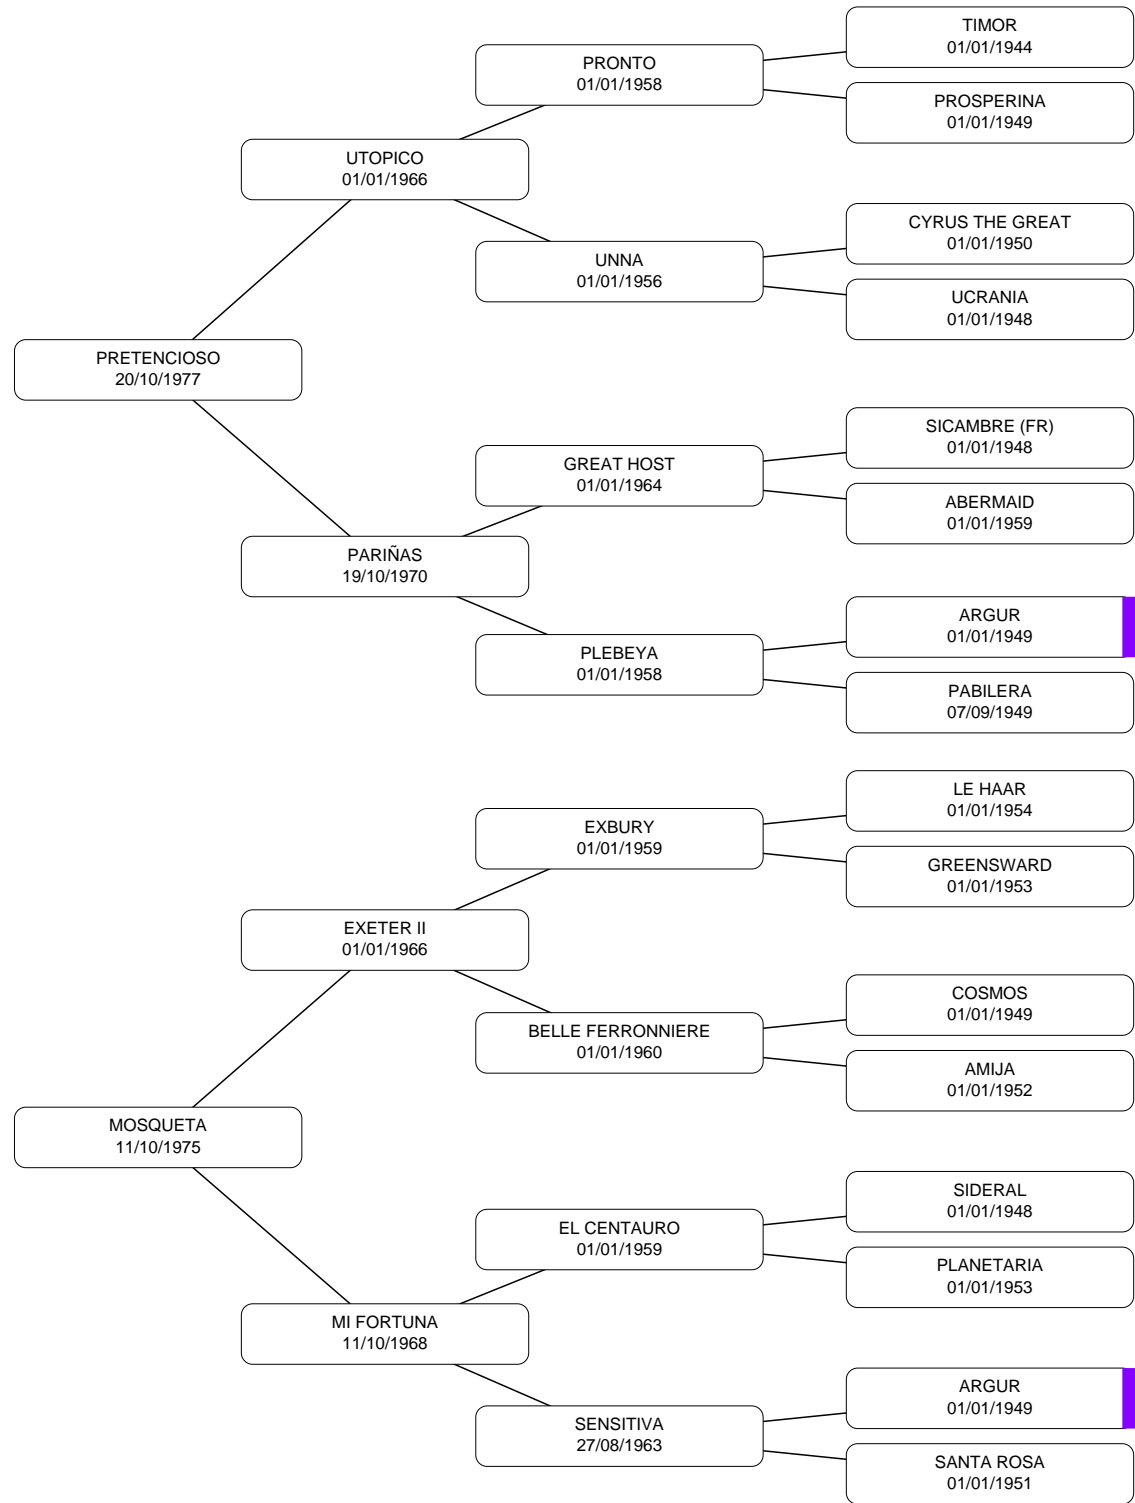 TIMOR
01/01/1944
PRONTO
01/01/1958
PROSPERINA
01/01/1949
UTOPICO
01/01/1966
CYRUS THE GREAT
01/01/1950
UNNA
01/01/1956
UCRANIA
01/01/1948
PRETENCIOSO
20/10/1977
SICAMBRE (FR)
01/01/1948
GREAT HOST
01/01/1964
ABERMAID
01/01/1959
PARIÑAS
19/10/1970
ARGUR
01/01/1949
PLEBEYA
01/01/1958
PABILERA
07/09/1949
LE HAAR
01/01/1954
EXBURY
01/01/1959
GREENSWARD
01/01/1953
EXETER II
01/01/1966
COSMOS
01/01/1949
BELLE FERRONNIERE
01/01/1960
AMIJA
01/01/1952
MOSQUETA
11/10/1975
SIDERAL
01/01/1948
EL CENTAURO
01/01/1959
PLANETARIA
01/01/1953
MI FORTUNA
11/10/1968
ARGUR
01/01/1949
SENSITIVA
27/08/1963
SANTA ROSA
01/01/1951